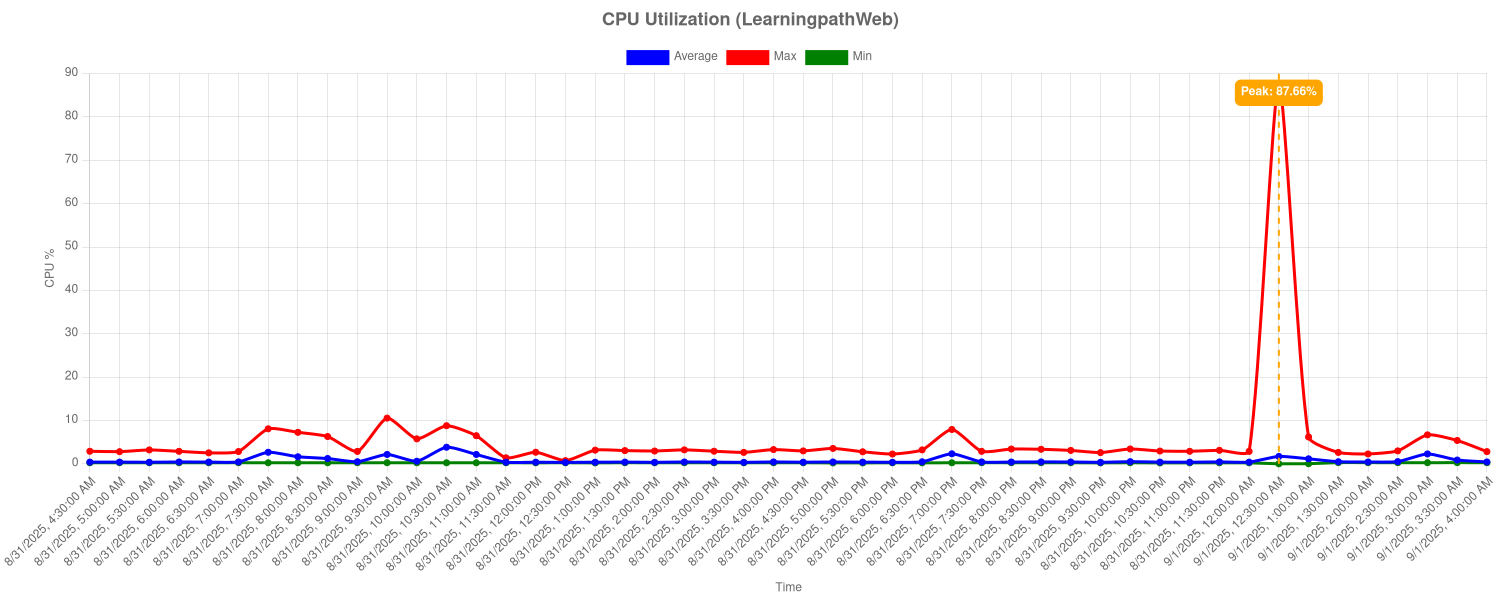 CPU Utilization (LearningpathWeb)
Average Max Min
Peak: 87.66%
90
80
70
60
50
40
30
20
10
0
CPU %
8/31/2025, 4:30:00 AM
8/31/2025, 5:00:00 AM
8/31/2025, 5:30:00 AM
8/31/2025, 6:00:00 AM
8/31/2025, 6:30:00 AM
8/31/2025, 7:00:00 AM
8/31/2025, 7:30:00 AM
8/31/2025, 8:00:00 AM
8/31/2025, 8:30:00 AM
8/31/2025, 9:00:00 AM
8/31/2025, 9:30:00 AM
8/31/2025, 10:00:00 AM
8/31/2025, 10:30:00 AM
8/31/2025, 11:00:00 AM
8/31/2025, 11:30:00 AM
8/31/2025, 12:00:00 PM
8/31/2025, 12:30:00 PM
8/31/2025, 1:00:00 PM
8/31/2025, 1:30:00 PM
8/31/2025, 2:00:00 PM
8/31/2025, 2:30:00 PM
8/31/2025, 3:00:00 PM
8/31/2025, 3:30:00 PM
8/31/2025, 4:00:00 PM
8/31/2025, 4:30:00 PM
8/31/2025, 5:00:00 PM
8/31/2025, 5:30:00 PM
8/31/2025, 6:00:00 PM
8/31/2025, 6:30:00 PM
8/31/2025, 7:00:00 PM
8/31/2025, 7:30:00 PM
8/31/2025, 8:00:00 PM
8/31/2025, 8:30:00 PM
8/31/2025, 9:00:00 PM
8/31/2025, 9:30:00 PM
8/31/2025, 10:00:00 PM
8/31/2025, 10:30:00 PM
8/31/2025, 11:00:00 PM
8/31/2025, 11:30:00 PM
9/1/2025, 12:00:00 AM
9/1/2025, 12:30:00 AM
9/1/2025, 1:00:00 AM
9/1/2025, 1:30:00 AM
9/1/2025, 2:00:00 AM
9/1/2025, 2:30:00 AM
9/1/2025, 3:00:00 AM
9/1/2025, 3:30:00 AM
9/1/2025, 4:00:00 AM
Time